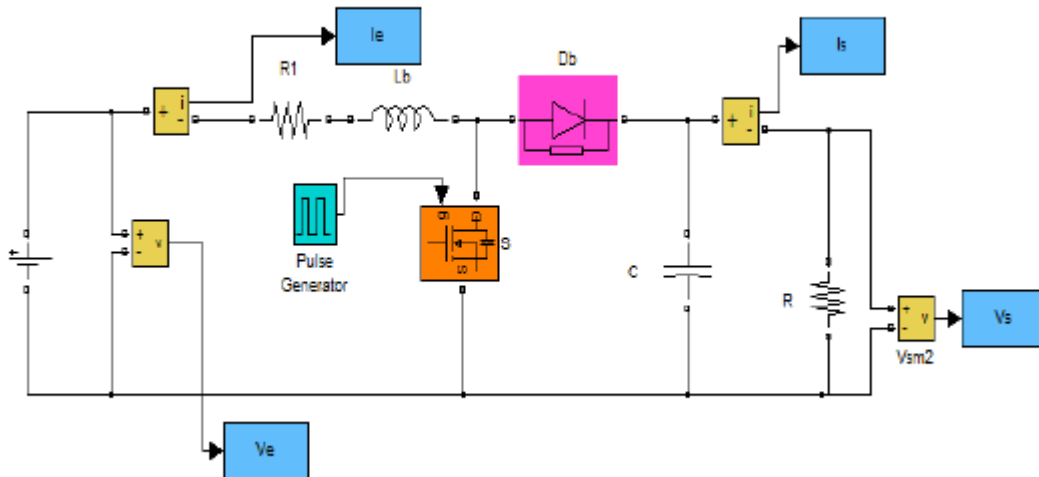 Ie
Is
R1
Lb
Db
+
-
i
+
-
i
Pulse
Generator
S
C
R
+
-
v
+
-
v
Vs
Vsm2
Ve